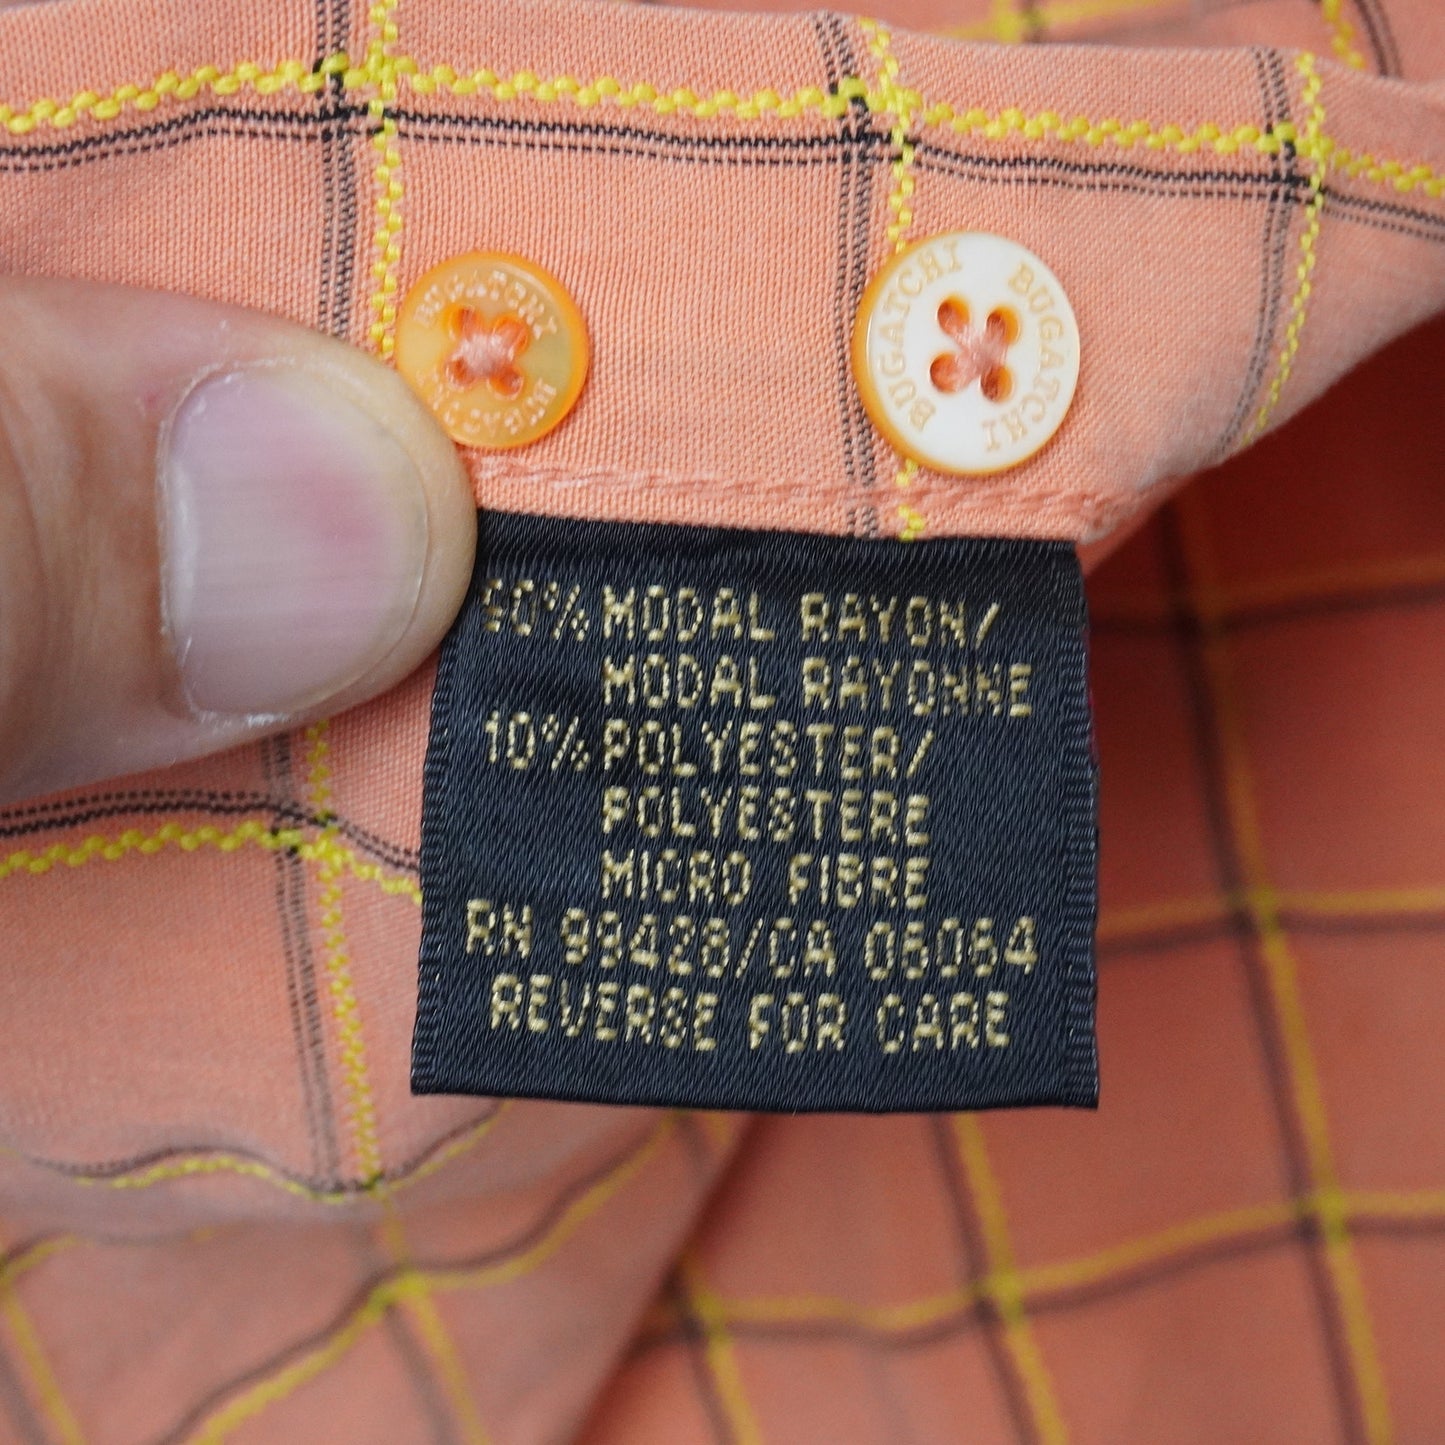 BUGATCHI BUGATCHI
BUGATCHI BUGATCHI
90% MODAL RAYON/
MODAL RAYONNE
10% POLYESTER/
POLYESTERE
MICRO FIBRE
RN 99428/CA 05054
REVERSE FOR CARE